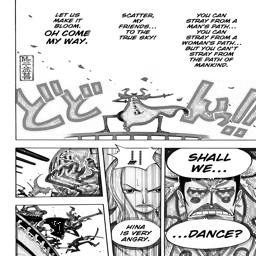 LET US
MAKE IT
BLOOM.
OH COME
MY WAY.
SCATTER,
MY
FRIENDS...
TO THE
TRUE SKY!
YOU CAN
STRAY FROM A
MAN'S PATH...
YOU CAN
STRAY FROM A
WOMAN'S PATH...
BUT YOU CAN'T
STRAY FROM
THE PATH OF
MANKIND.
どどんっ!!
!!
HINA
IS VERY
ANGRY.
SHALL
WE...
...DANCE?